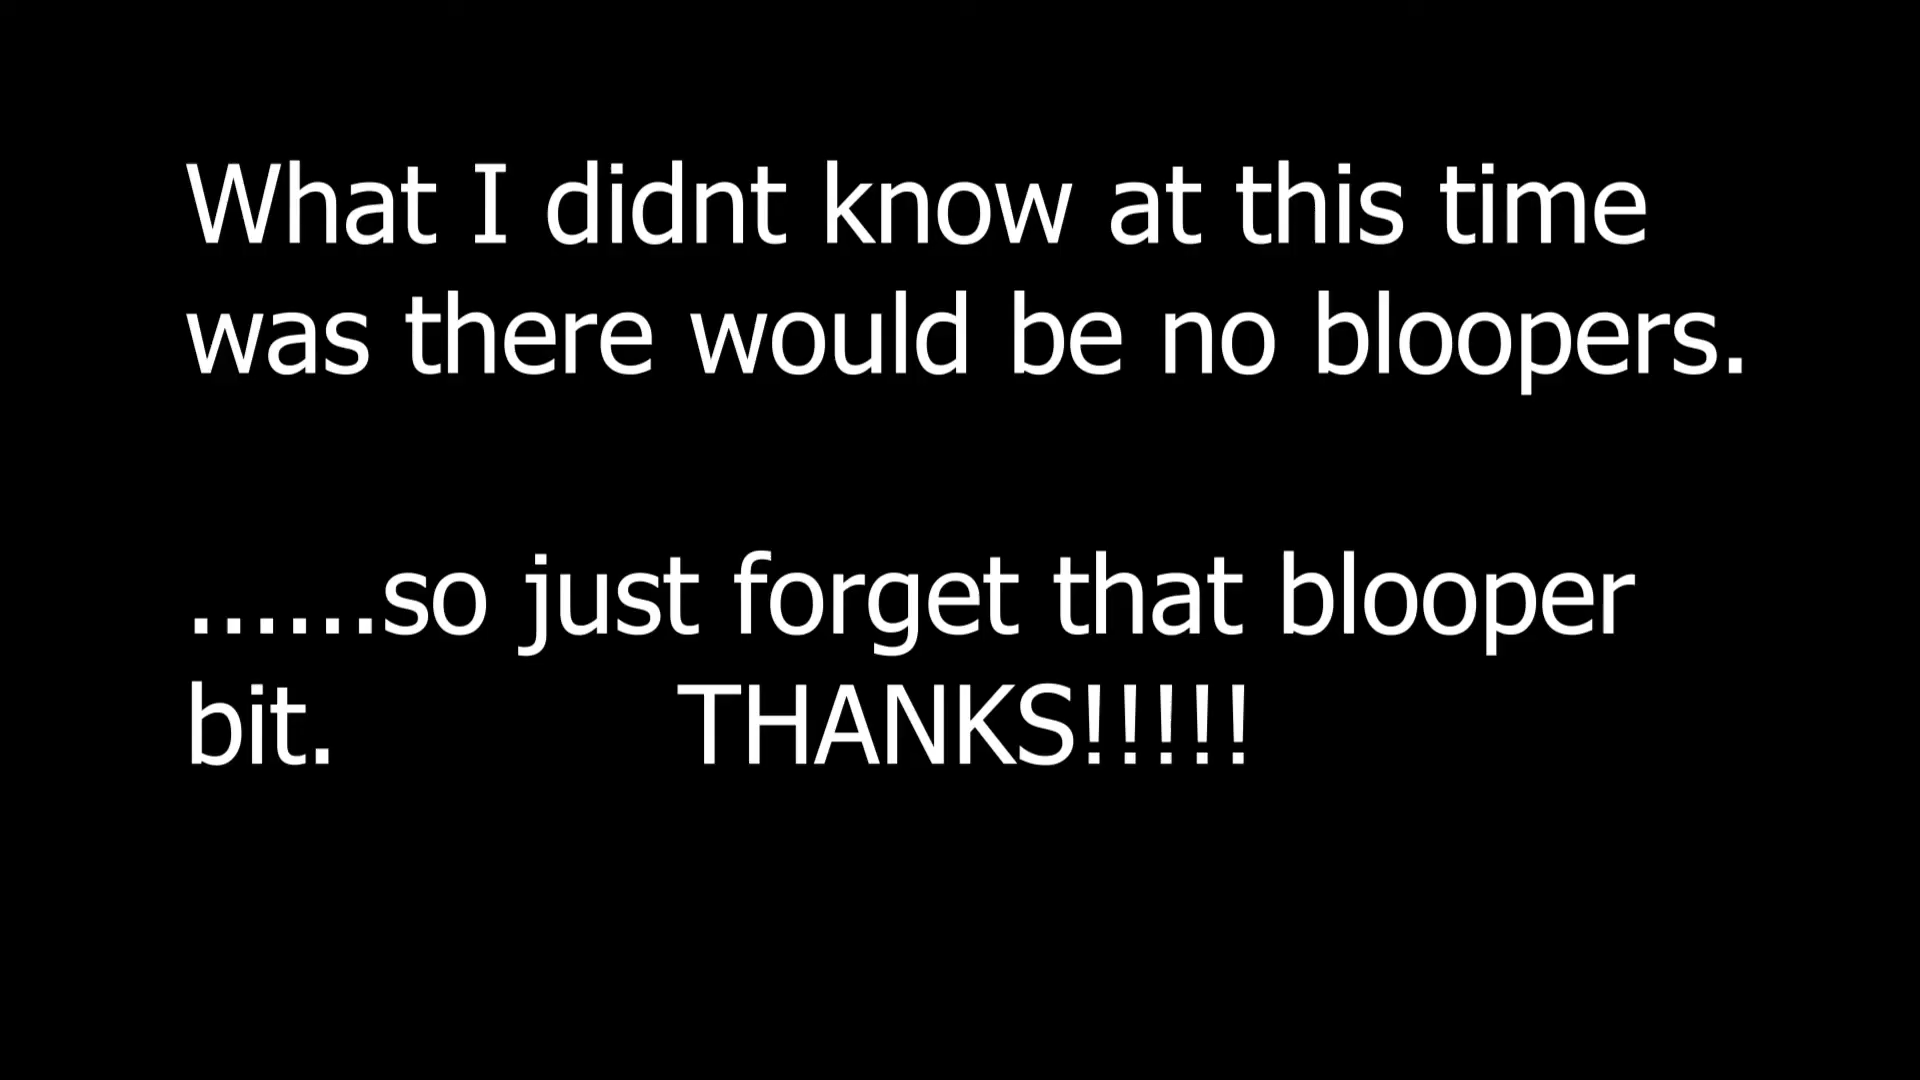 What I didnt know at this time
was there would be no bloopers.
......so just forget that blooper
bit. THANKS!!!!!